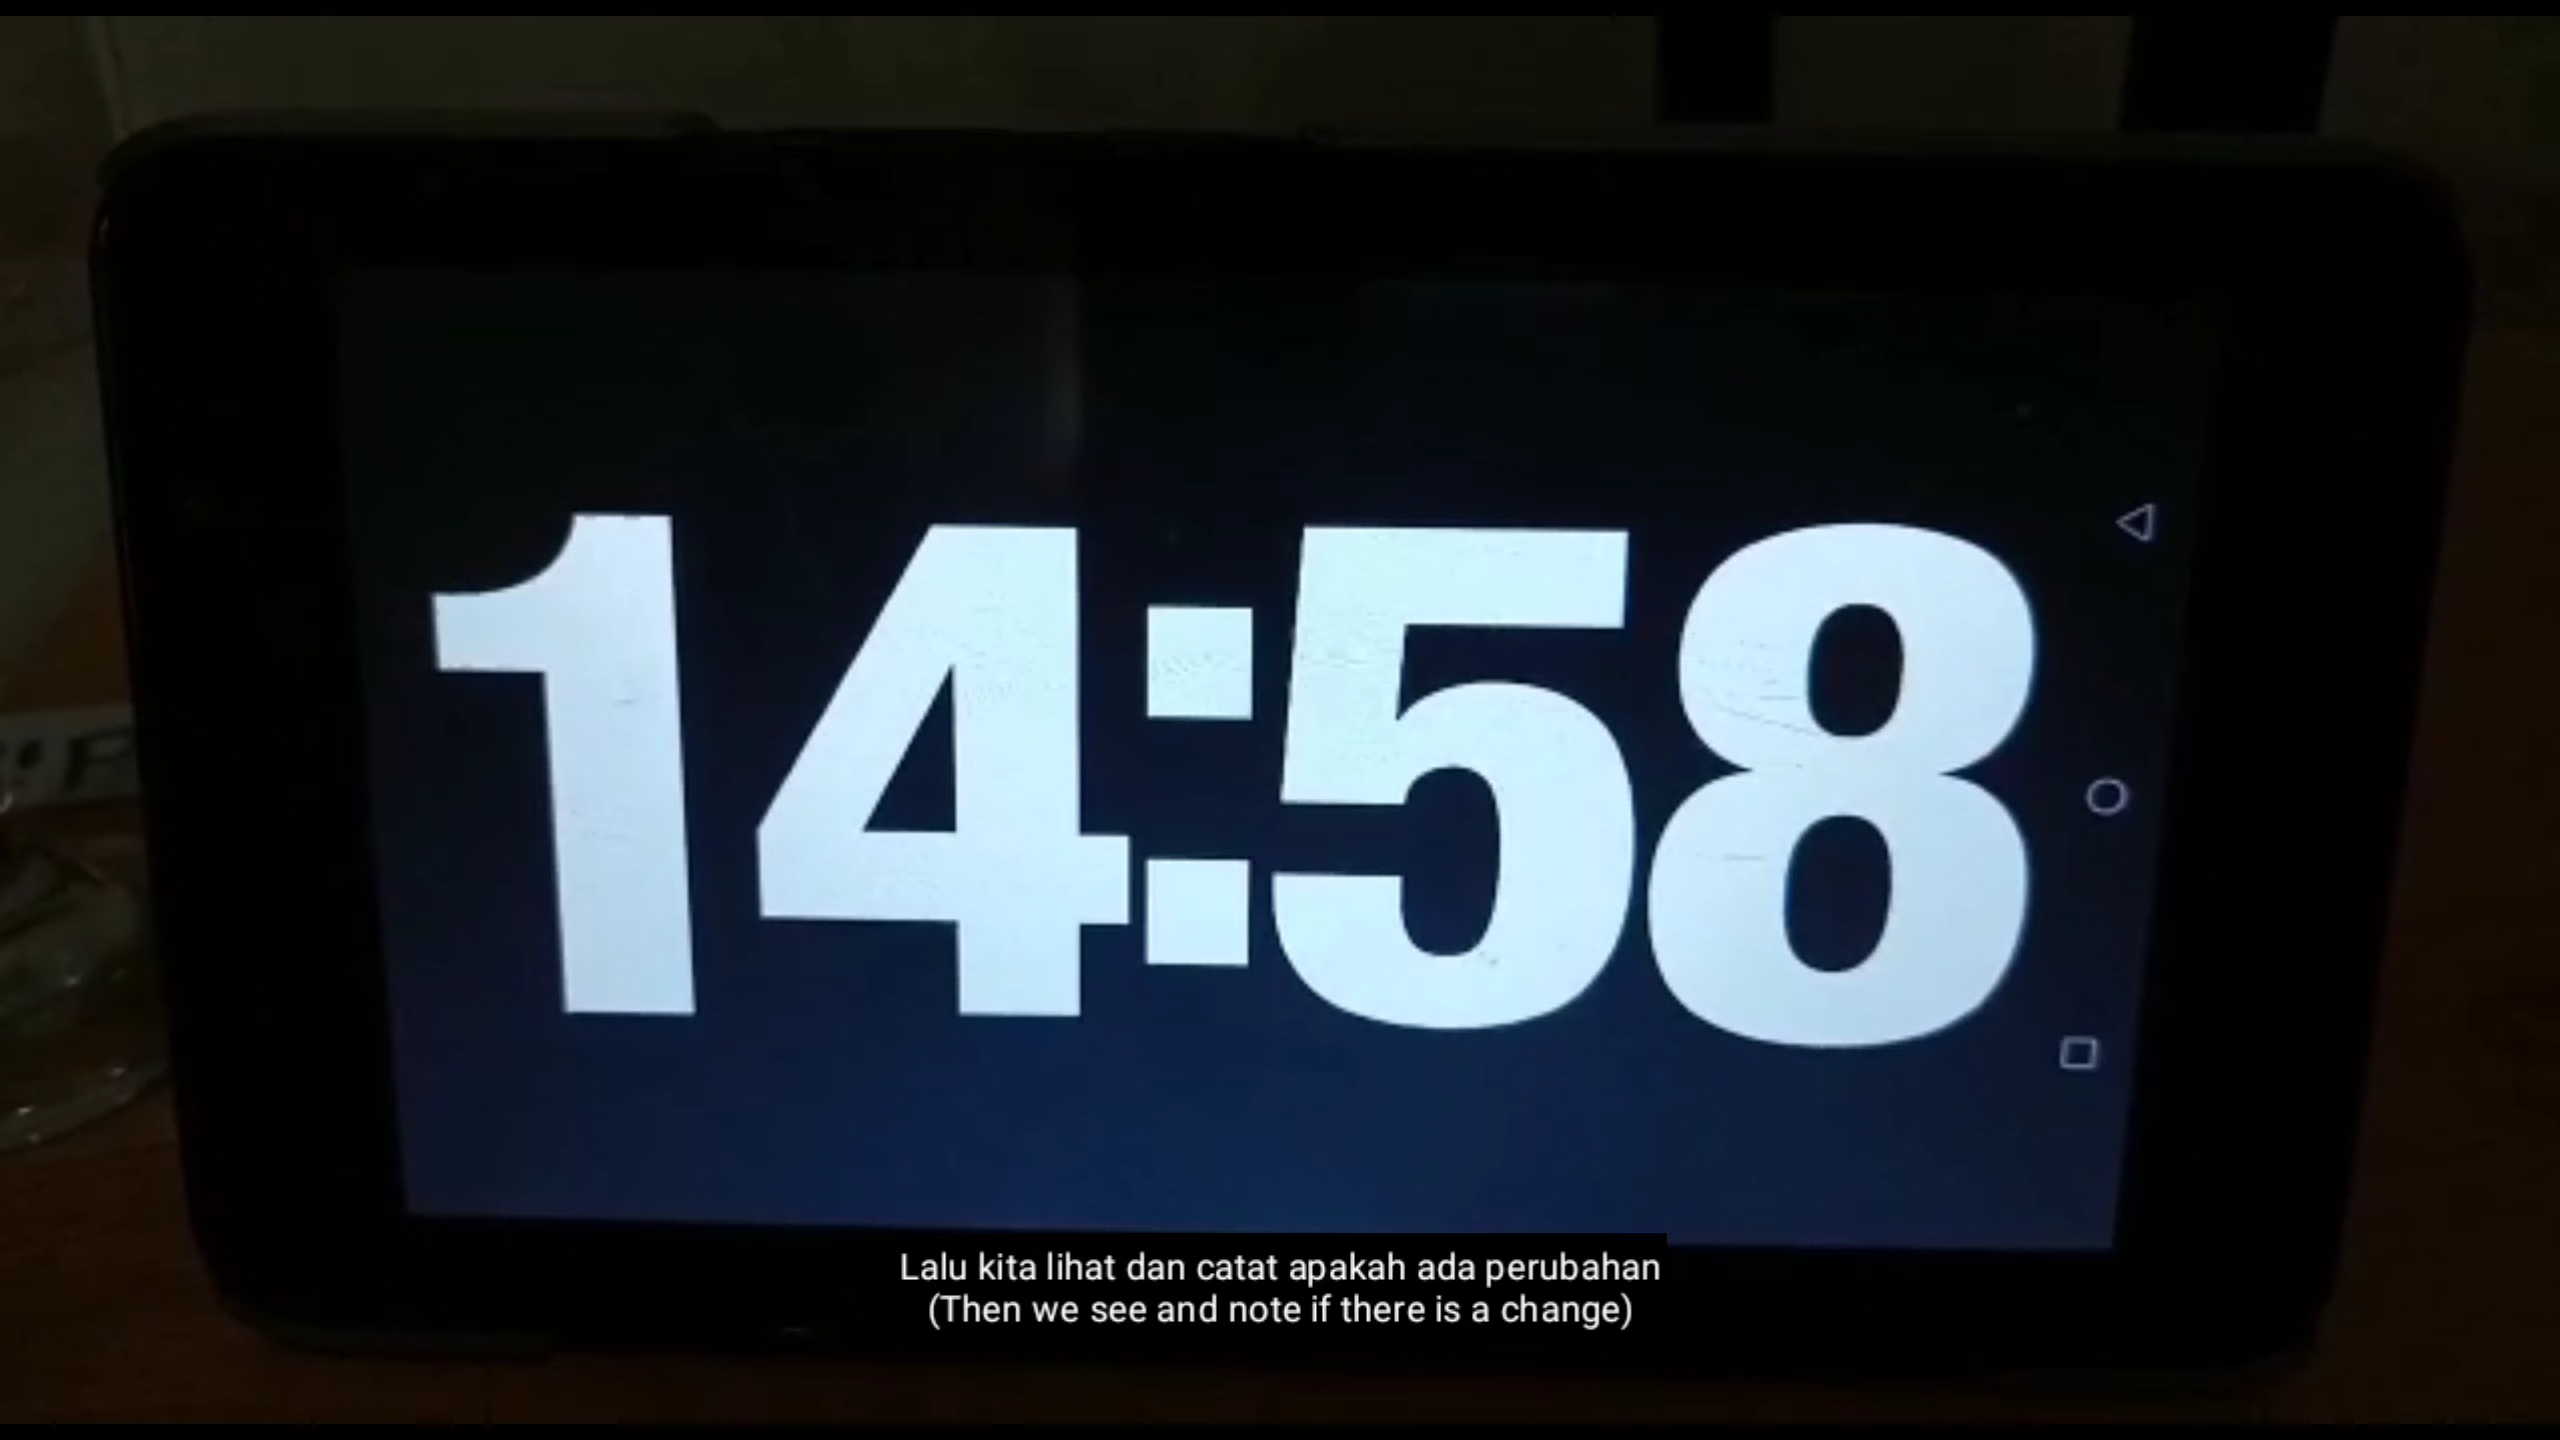 14:58
Lalu kita lihat dan catat apakah ada perubahan
(Then we see and note if there is a change)